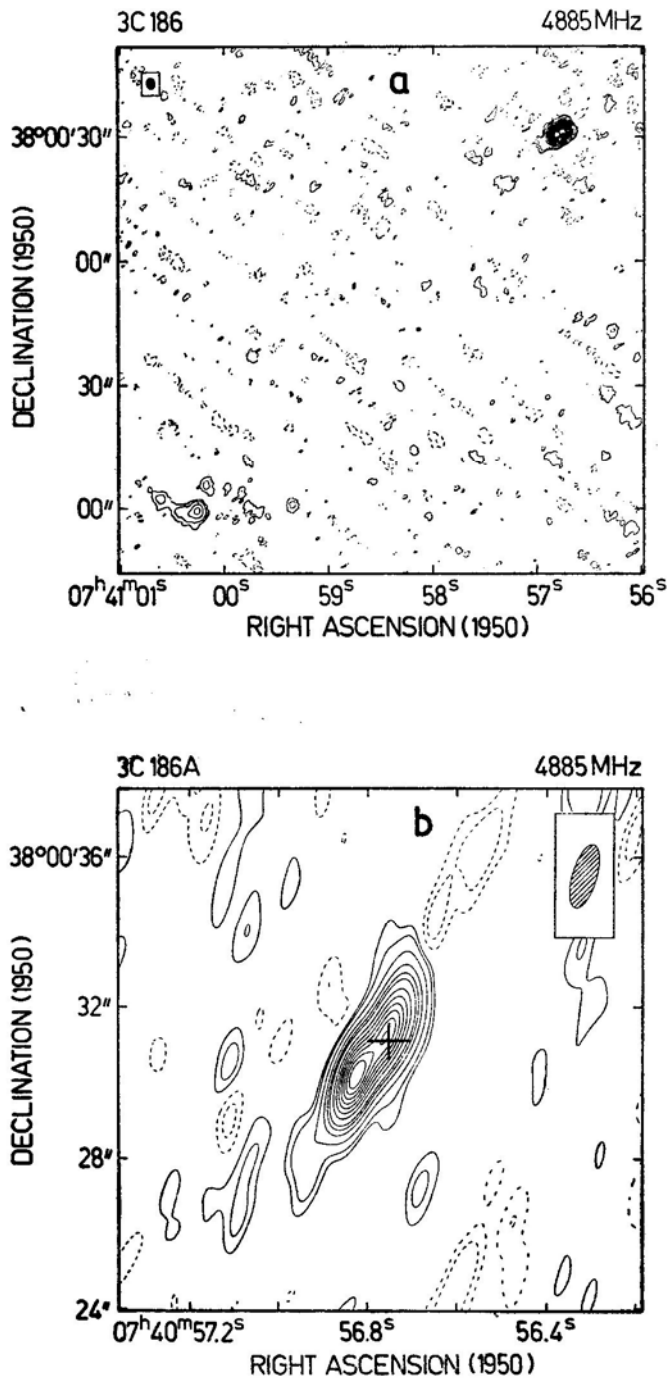 3C 186 4885 MHz
a
38°00'30"
00"
30"
00"
DECLINATION (1950)
07ʰ41ᵐ01ˢ 00ˢ 59ˢ 58ˢ 57ˢ 56ˢ
RIGHT ASCENSION (1950)
3C 186A 4885 MHz
b
38°00'36"
32"
28"
24"
DECLINATION (1950)
07ʰ40ᵐ57.2ˢ 56.8ˢ 56.4ˢ
RIGHT ASCENSION (1950)